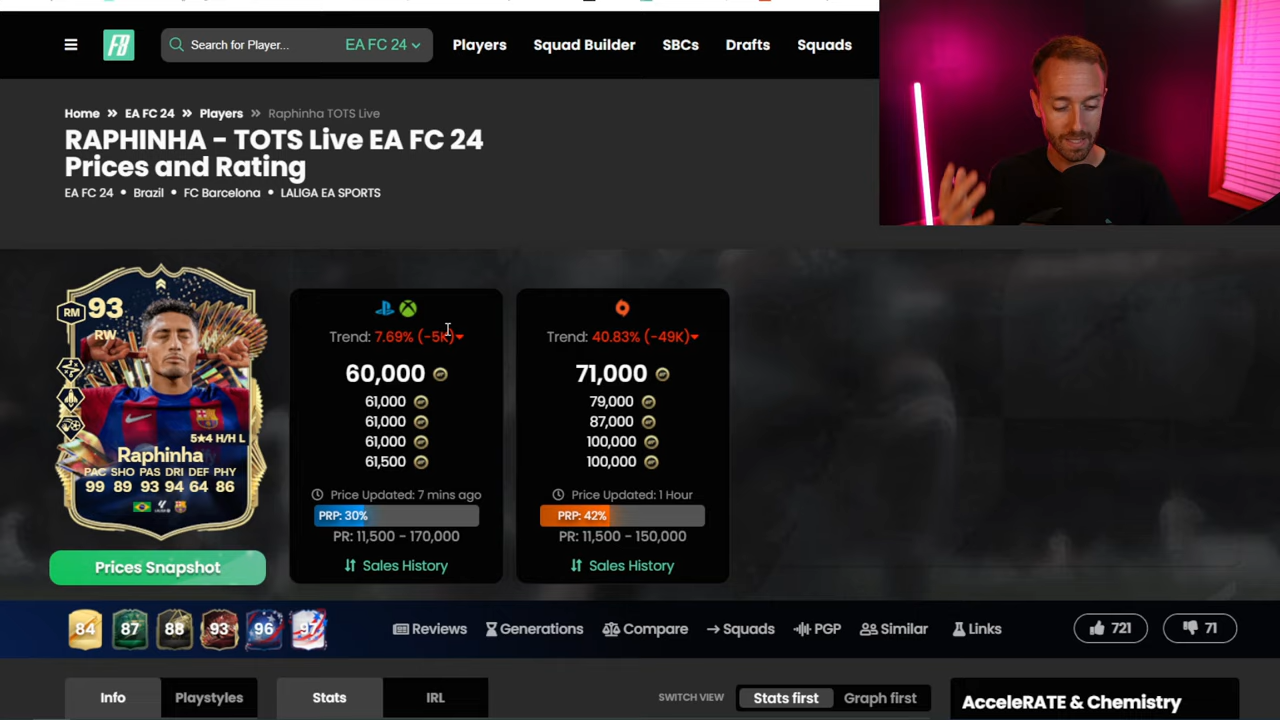 FB
Search for Player...
EA FC 24
Players
Squad Builder
SBCs
Drafts
Squads
Home » EA FC 24 » Players » Raphinha TOTS Live
RAPHINHA - TOTS Live EA FC 24
Prices and Rating
EA FC 24 • Brazil • FC Barcelona • LALIGA EA SPORTS
RM 93
RW
5★4 H/H L
Raphinha
PAC SHO PAS DRI DEF PHY
99 89 93 94 64 86
Prices Snapshot
Trend: 7.69% (-5K)
60,000
61,000
61,000
61,000
61,500
Price Updated: 7 mins ago
PRP: 30%
PR: 11,500 - 170,000
Sales History
Trend: 40.83% (-49K)
71,000
79,000
87,000
100,000
100,000
Price Updated: 1 Hour
PRP: 42%
PR: 11,500 - 150,000
Sales History
84 87 88 93 96 97
Reviews
Generations
Compare
Squads
PGP
Similar
Links
721
71
Info
Playstyles
Stats
IRL
SWITCH VIEW
Stats first
Graph first
AcceleRATE & Chemistry